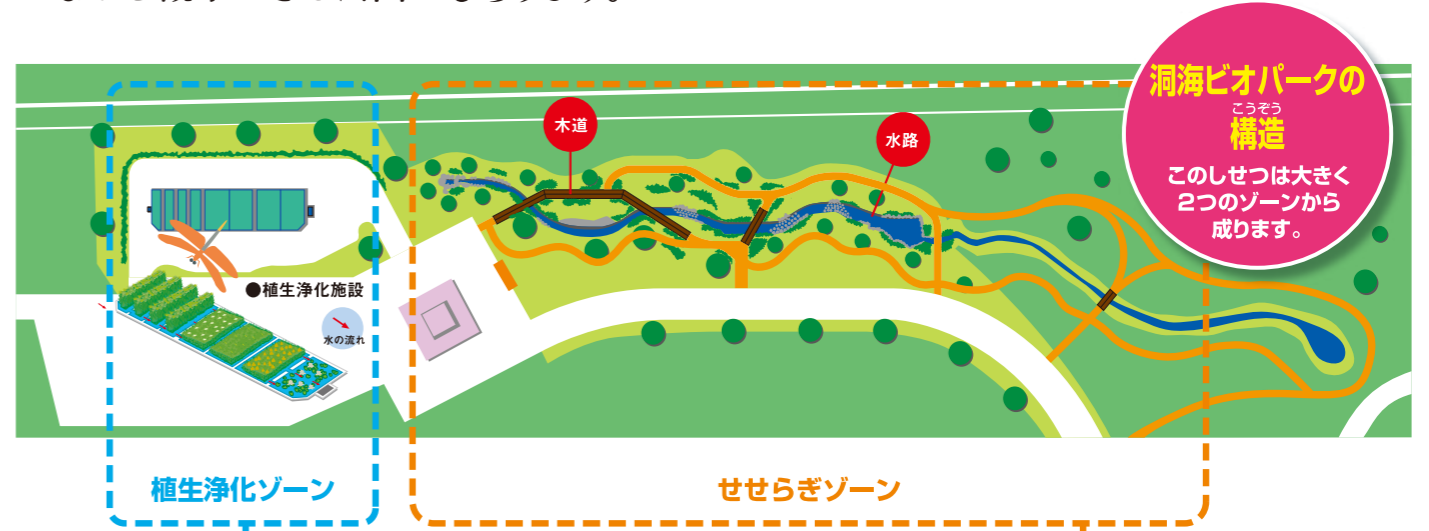 洞海ビオパークの
こうぞう
構造
このしせつは大きく
2つのゾーンから
成ります。
木道
水路
●植生浄化施設
水の流れ
植生浄化ゾーン
せせらぎゾーン